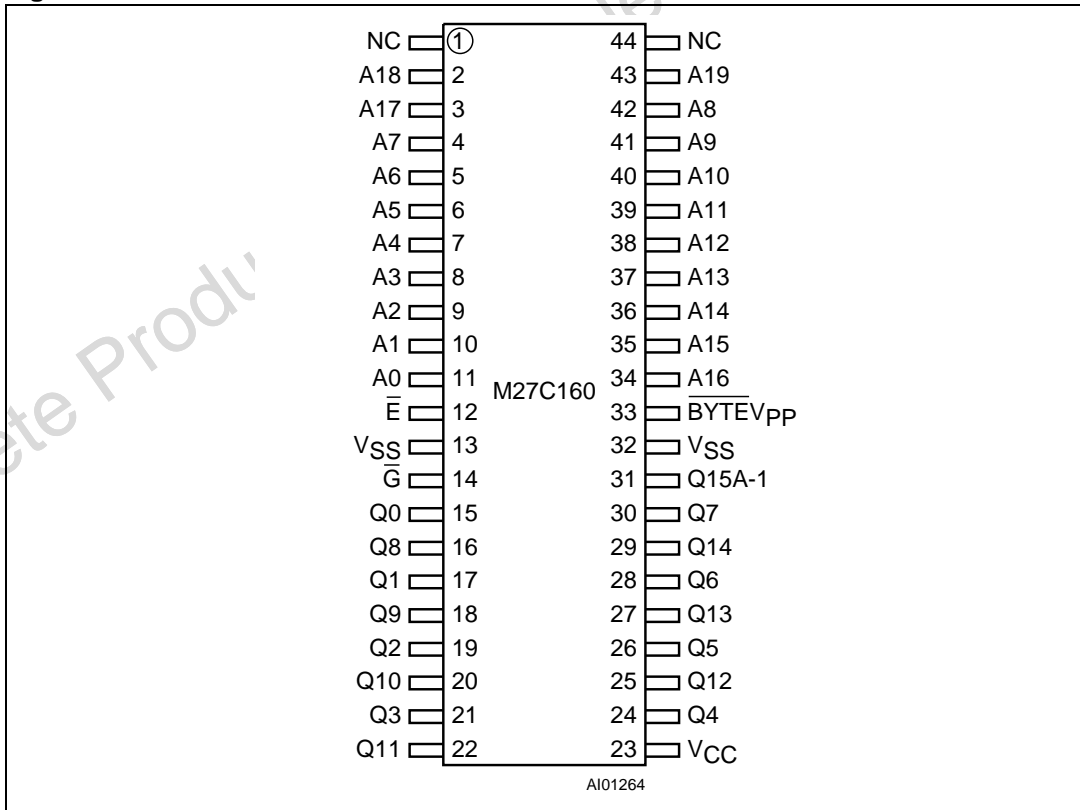 NC 1 44 NC
A18 2 43 A19
A17 3 42 A8
A7 4 41 A9
A6 5 40 A10
A5 6 39 A11
A4 7 38 A12
A3 8 37 A13
A2 9 36 A14
A1 10 35 A15
A0 11 M27C160 34 A16
E̅ 12 33 B̅Y̅T̅E̅VPP
VSS 13 32 VSS
G̅ 14 31 Q15A-1
Q0 15 30 Q7
Q8 16 29 Q14
Q1 17 28 Q6
Q9 18 27 Q13
Q2 19 26 Q5
Q10 20 25 Q12
Q3 21 24 Q4
Q11 22 23 VCC
AI01264
ete Produ